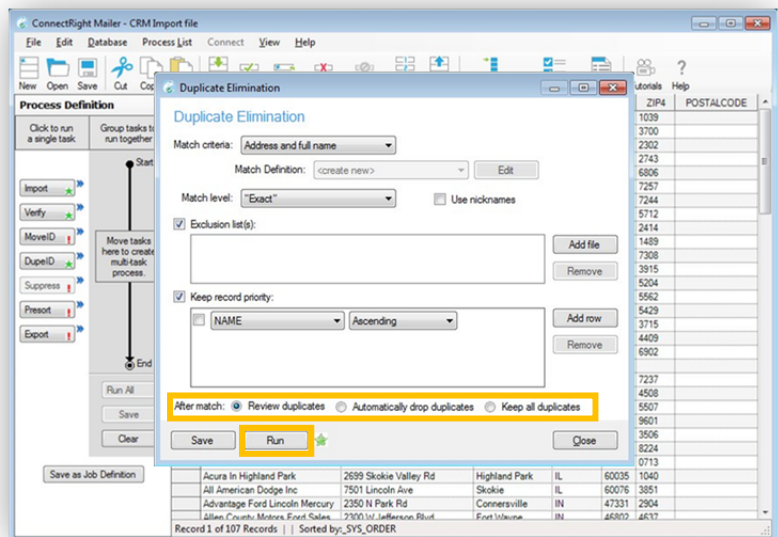 ConnectRight Mailer - CRM Import file
File Edit Database Process List Connect View Help
New Open Save Cut Tutorials Help
Process Definition
Click to run a single task
Group tasks to run together
Start
Import
Verify
MoveID
DupeID
Suppress
Presort
Export
Move tasks here to create multi-task process.
End
Run All
Save
Clear
Save as Job Definition
Duplicate Elimination
Duplicate Elimination
Match criteria: Address and full name
Match Definition: <create new> Edit
Match level: "Exact" Use nicknames
Exclusion list(s):
Add file
Remove
Keep record priority:
NAME Ascending Add row
Remove
After match: Review duplicates Automatically drop duplicates Keep all duplicates
Save Run Close
ZIP4 POSTALCODE
1039
3700
2302
2743
6806
7257
7244
5712
2414
1489
7308
3915
5204
5562
5429
3715
4409
6902
7237
4508
5507
9601
3506
8224
0713
Acura In Highland Park 2699 Skokie Valley Rd Highland Park IL 60035 1040
All American Dodge Inc 7501 Lincoln Ave Skokie IL 60076 3851
Advantage Ford Lincoln Mercury 2350 N Park Rd Connersville IN 47331 2904
Allen County Motors Ford Sales 2300 W Jefferson Blvd Fort Wayne IN 46802 4637
Record 1 of 107 Records | | Sorted by:_SYS_ORDER